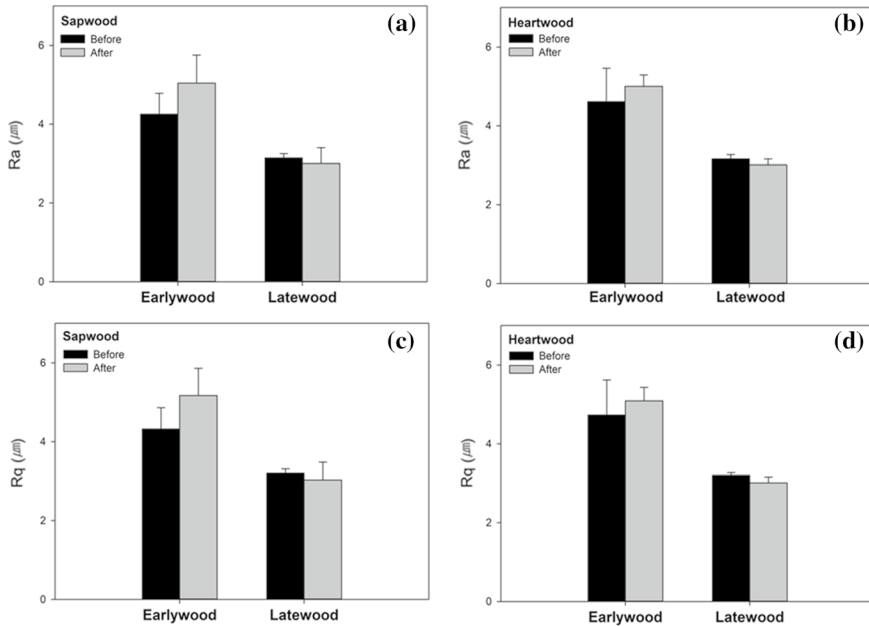 Sapwood
Before
After
(a)
6
4
2
0
Ra (㎛)
Earlywood
Latewood
Heartwood
Before
After
(b)
6
4
2
0
Ra (㎛)
Earlywood
Latewood
Sapwood
Before
After
(c)
6
4
2
0
Rq (㎛)
Earlywood
Latewood
Heartwood
Before
After
(d)
6
4
2
0
Rq (㎛)
Earlywood
Latewood